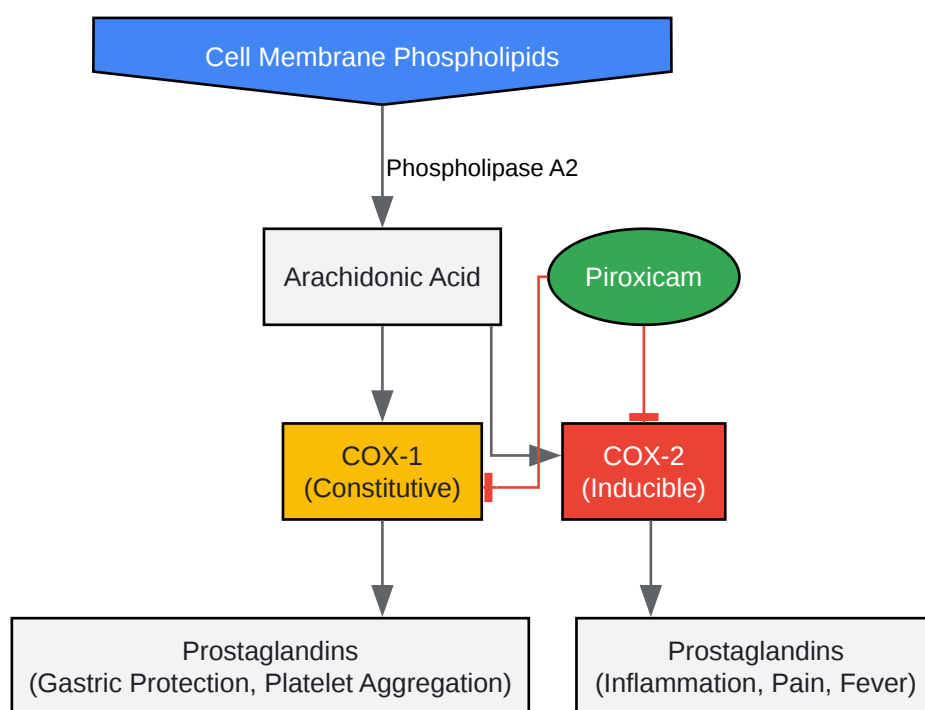 Cell Membrane Phospholipids
Phospholipase A2
Arachidonic Acid
Piroxicam
COX-1
(Constitutive)
COX-2
(Inducible)
Prostaglandins
(Gastric Protection, Platelet Aggregation)
Prostaglandins
(Inflammation, Pain, Fever)